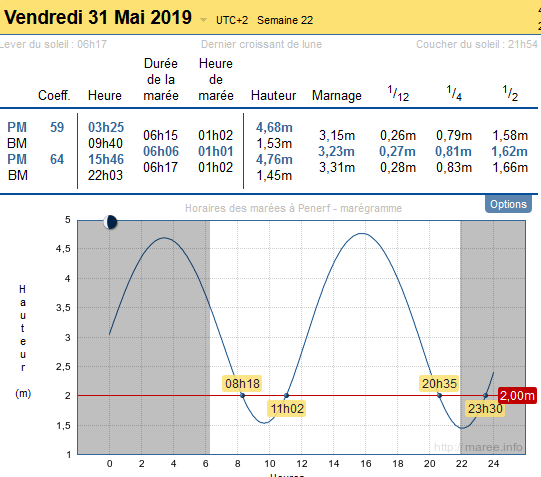 Vendredi 31 Mai 2019 UTC+2 Semaine 22
Lever du soleil : 06h17 Dernier croissant de lune Coucher du soleil : 21h54
Coeff. Heure Durée de la marée Heure de marée Hauteur Marnage 1/12 1/4 1/2
PM 59 03h25 4,68m
06h15 01h02 3,15m 0,26m 0,79m 1,58m
BM 09h40 1,53m
06h06 01h01 3,23m 0,27m 0,81m 1,62m
PM 64 15h46 4,76m
06h17 01h02 3,31m 0,28m 0,83m 1,66m
BM 22h03 1,45m
Options
Horaires des marées à Penerf - marégramme
Hauteur (m)
5
4,5
4
3,5
3
2,5
2
1,5
1
08h18
11h02
20h35
23h30
2,00m
http://maree.info
0 2 4 6 8 10 12 14 16 18 20 22 24